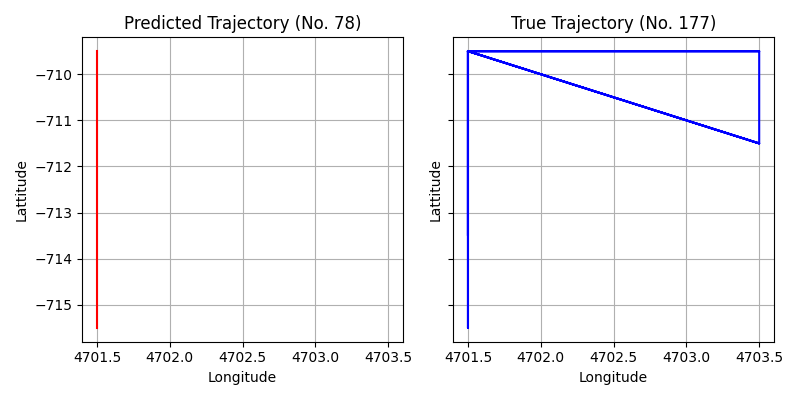 Predicted Trajectory (No. 78)
True Trajectory (No. 177)
−710
−711
−712
−713
−714
−715
Lattitude
Lattitude
4701.5 4702.0 4702.5 4703.0 4703.5
4701.5 4702.0 4702.5 4703.0 4703.5
Longitude
Longitude